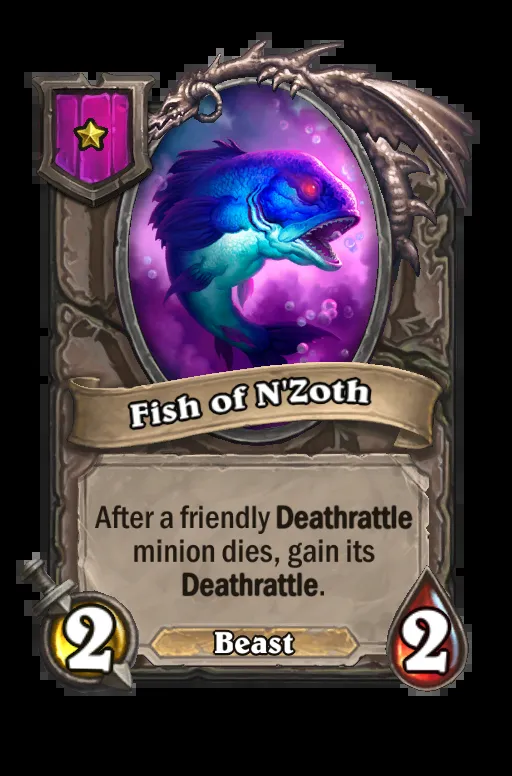 Fish of N'Zoth
After a friendly Deathrattle
minion dies, gain its
Deathrattle.
2
Beast
2